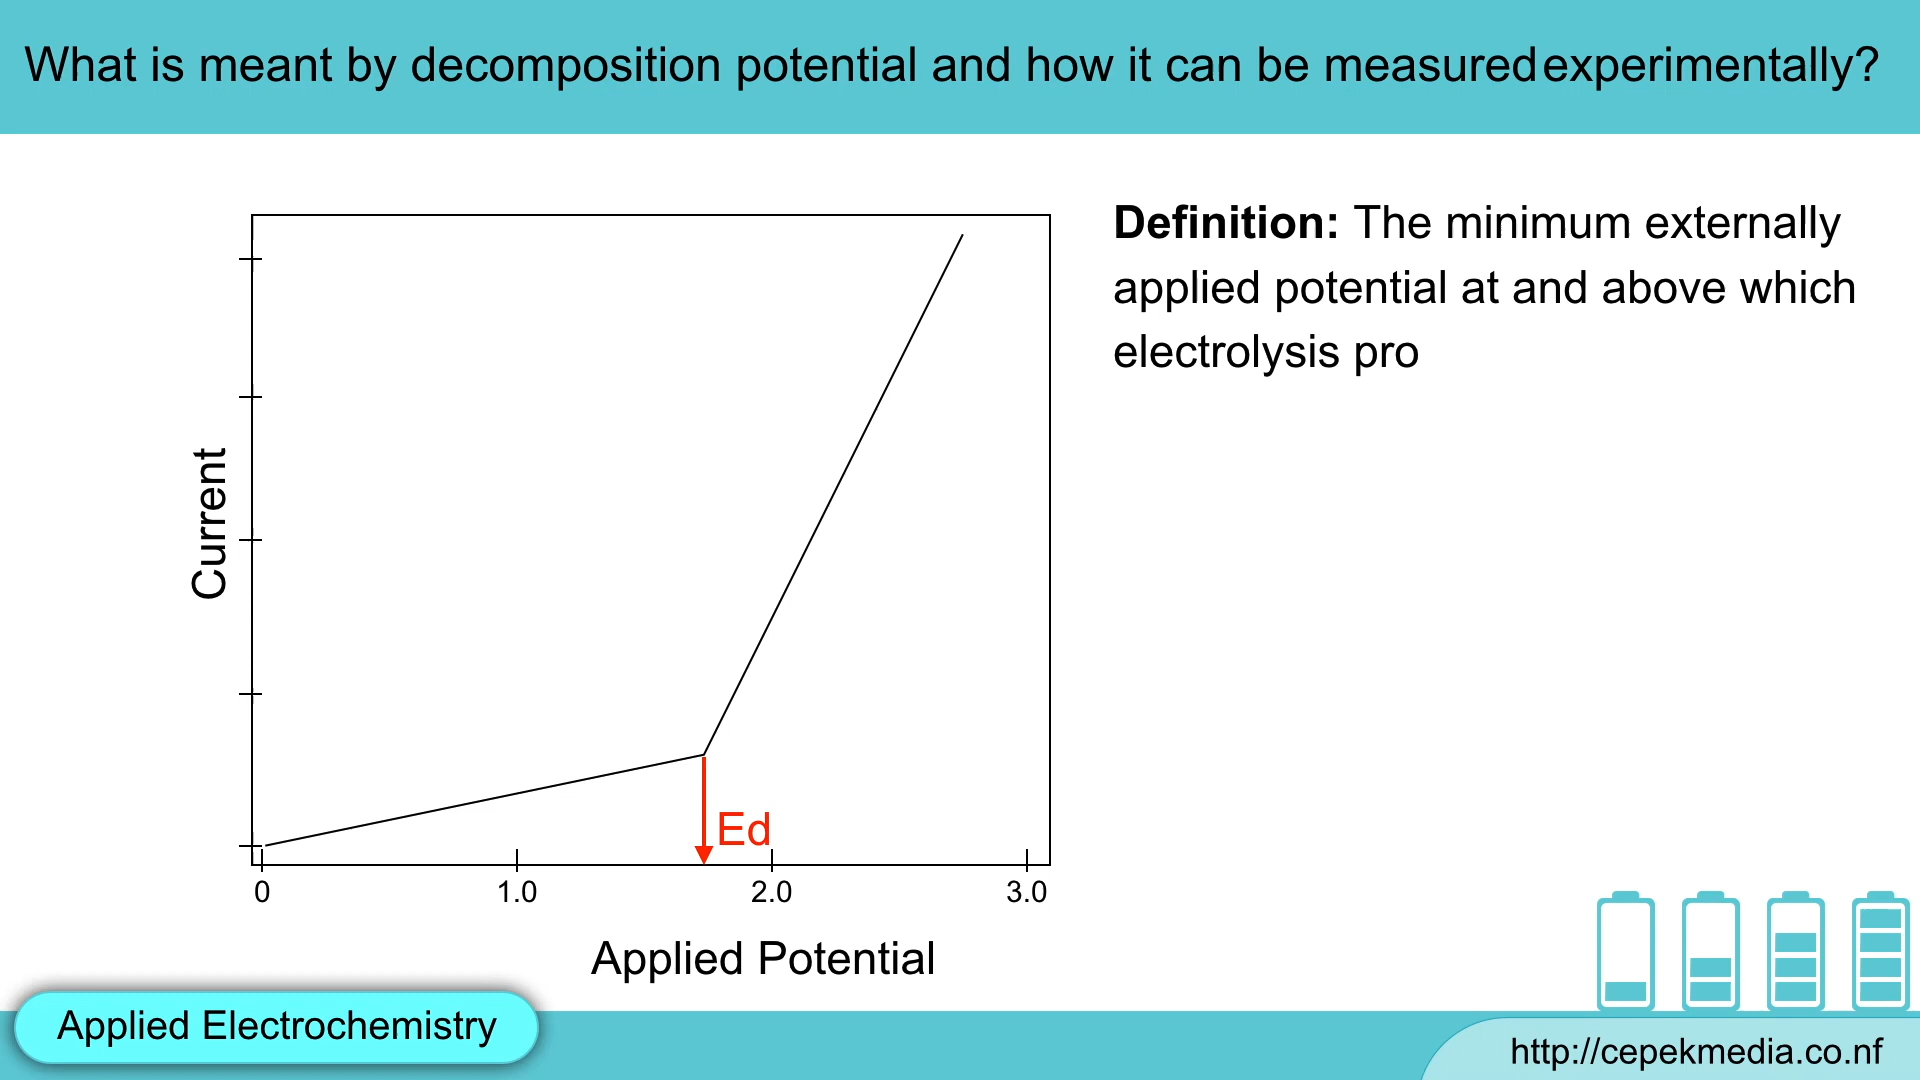 What is meant by decomposition potential and how it can be measured experimentally?
Definition: The minimum externally
applied potential at and above which
electrolysis pro
Current
Ed
0 1.0 2.0 3.0
Applied Potential
Applied Electrochemistry
http://cepekmedia.co.nf